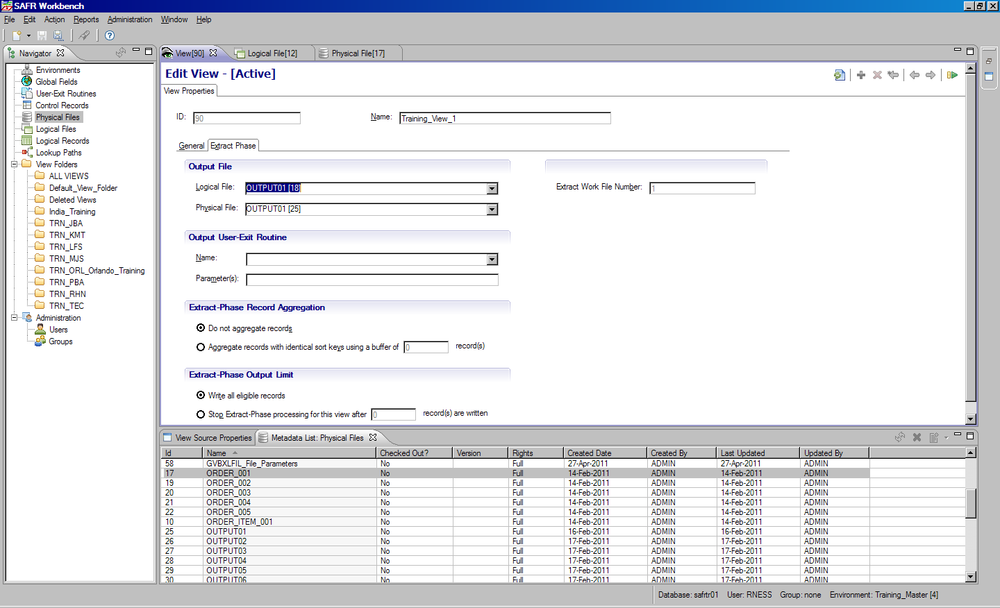 SAFR Workbench
File Edit Action Reports Administration Window Help
Navigator
Environments
Global Fields
User-Exit Routines
Control Records
Physical Files
Logical Files
Logical Records
Lookup Paths
View Folders
ALL VIEWS
Default_View_Folder
Deleted Views
India_Training
TRN_JBA
TRN_KMT
TRN_LFS
TRN_MJS
TRN_ORL_Orlando_Training
TRN_PBA
TRN_RHN
TRN_TEC
Administration
Users
Groups
View[90] Logical File[12] Physical File[17]
Edit View - [Active]
View Properties
ID: 90 Name: Training_View_1
General Extract Phase
Output File
Logical File: OUTPUT01 [18] Extract Work File Number: 1
Physical File: OUTPUT01 [25]
Output User-Exit Routine
Name:
Parameter(s):
Extract-Phase Record Aggregation
Do not aggregate records
Aggregate records with identical sort keys using a buffer of 0 record(s)
Extract-Phase Output Limit
Write all eligible records
Stop Extract-Phase processing for this view after 0 record(s) are written
View Source Properties Metadata List: Physical Files
Id Name Checked Out? Version Rights Created Date Created By Last Updated Updated By
58 GVBXLFIL_File_Parameters No Full 27-Apr-2011 ADMIN 27-Apr-2011 ADMIN
17 ORDER_001 No Full 14-Feb-2011 ADMIN 14-Feb-2011 ADMIN
19 ORDER_002 No Full 14-Feb-2011 ADMIN 14-Feb-2011 ADMIN
20 ORDER_003 No Full 14-Feb-2011 ADMIN 14-Feb-2011 ADMIN
21 ORDER_004 No Full 14-Feb-2011 ADMIN 14-Feb-2011 ADMIN
22 ORDER_005 No Full 14-Feb-2011 ADMIN 14-Feb-2011 ADMIN
10 ORDER_ITEM_001 No Full 14-Feb-2011 ADMIN 14-Feb-2011 ADMIN
25 OUTPUT01 No Full 16-Feb-2011 ADMIN 16-Feb-2011 ADMIN
26 OUTPUT02 No Full 17-Feb-2011 ADMIN 17-Feb-2011 ADMIN
27 OUTPUT03 No Full 17-Feb-2011 ADMIN 17-Feb-2011 ADMIN
28 OUTPUT04 No Full 17-Feb-2011 ADMIN 17-Feb-2011 ADMIN
29 OUTPUT05 No Full 17-Feb-2011 ADMIN 17-Feb-2011 ADMIN
30 OUTPUT06 No Full 17-Feb-2011 ADMIN 17-Feb-2011 ADMIN
Database: safrtr01 User: RNESS Group: none Environment: Training_Master [4]